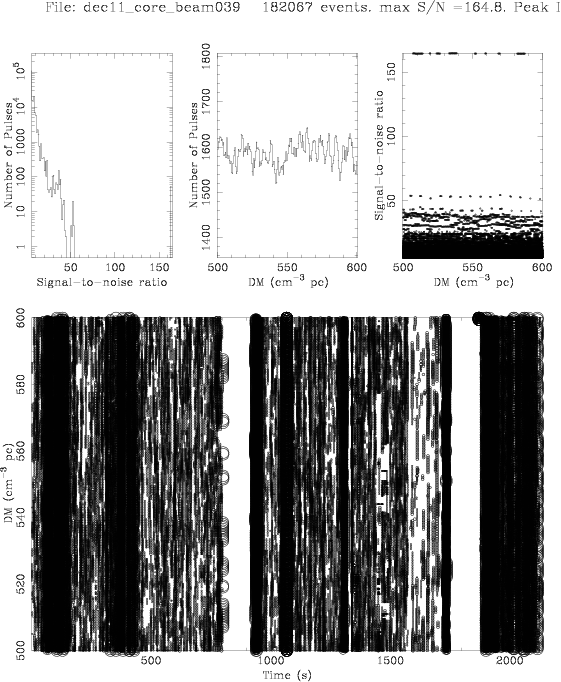 File: dec11_core_beam039 182067 events. max S/N =164.8. Peak
Number of Pulses
1 10 100 1000 10^4 10^5
50 100 150
Signal-to-noise ratio
Number of Pulses
1400 1500 1600 1700 1800
500 550 600
DM (cm^-3 pc)
Signal-to-noise ratio
50 100 150
500 550 600
DM (cm^-3 pc)
DM (cm^-3 pc)
500 520 540 560 580 600
500 1000 1500 2000
Time (s)